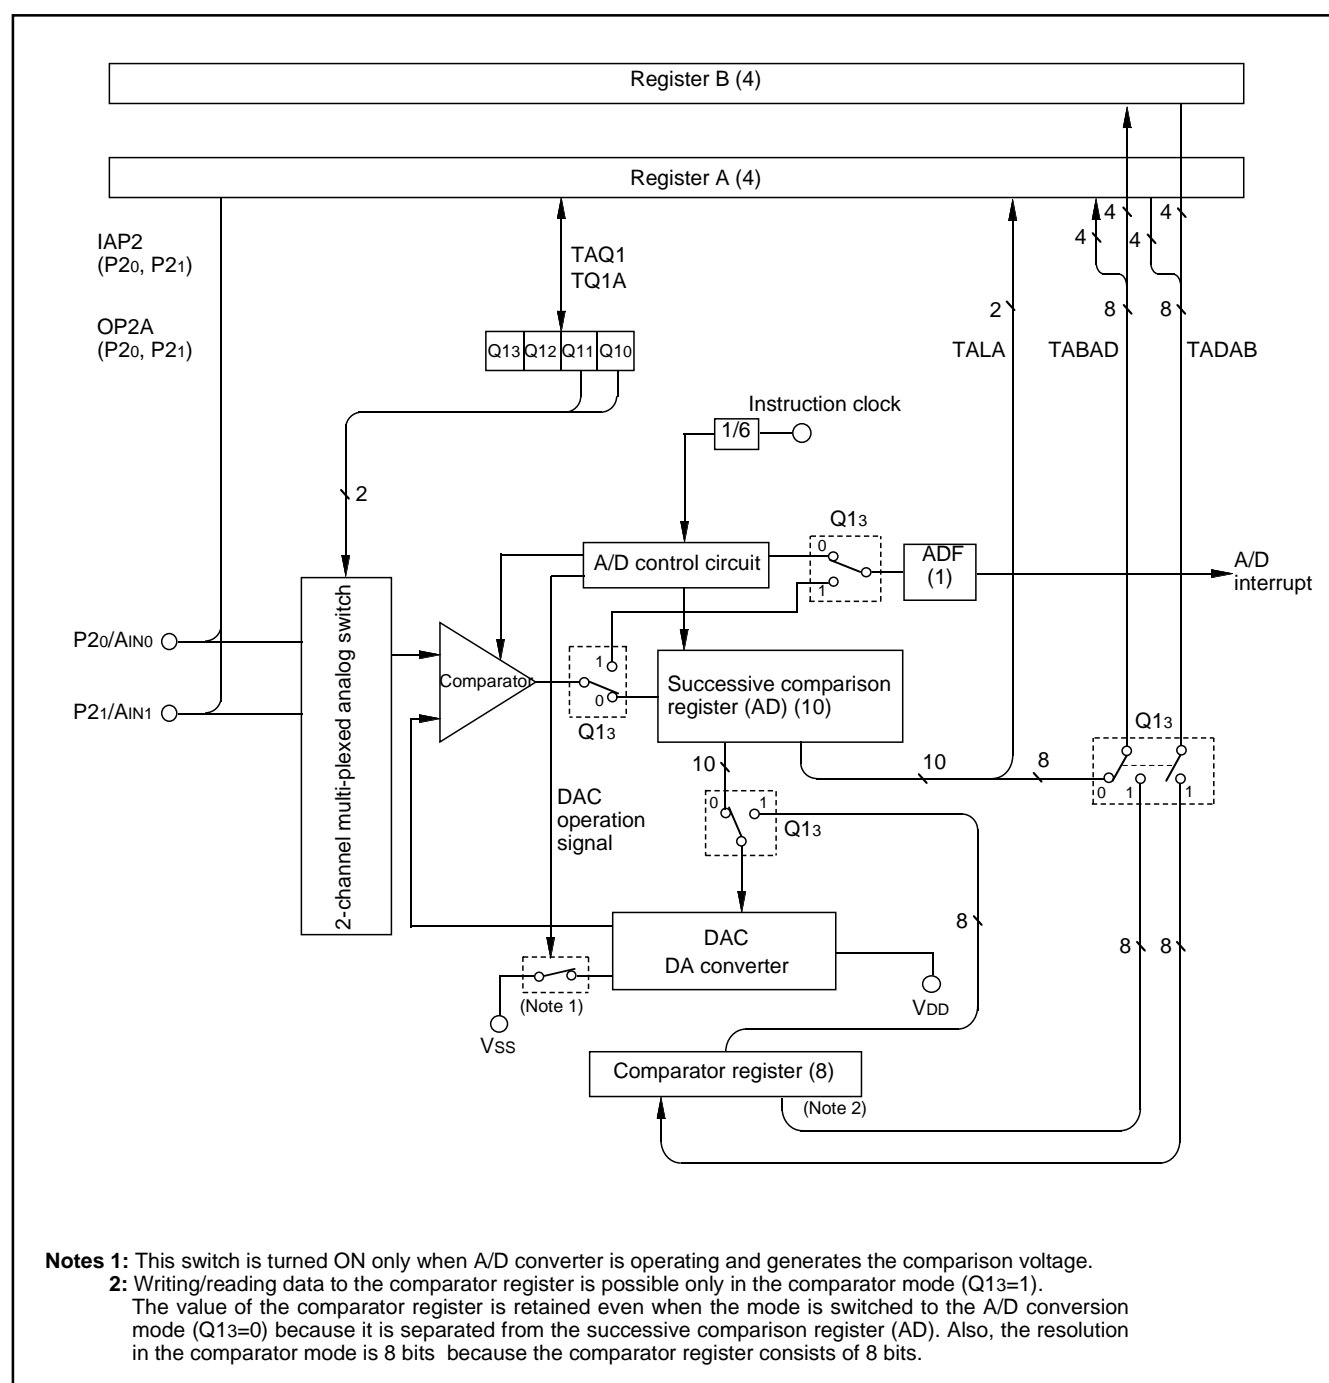 Register B (4)
Register A (4)
IAP2
(P20, P21)
OP2A
(P20, P21)
TAQ1
TQ1A
4
4
4
4
2
8
8
TALA
TABAD
TADAB
Q13
Q12
Q11
Q10
2
Instruction clock
1/6
Q13
0
1
A/D control circuit
ADF
(1)
A/D
interrupt
2-channel multi-plexed analog switch
P20/AIN0
P21/AIN1
Comparator
1
0
Q13
Successive comparison
register (AD) (10)
Q13
0
1
1
10
10
8
DAC
operation
signal
0
1
Q13
8
8
8
DAC
DA converter
(Note 1)
VSS
VDD
Comparator register (8)
(Note 2)
Notes 1: This switch is turned ON only when A/D converter is operating and generates the comparison voltage.
2: Writing/reading data to the comparator register is possible only in the comparator mode (Q13=1).
The value of the comparator register is retained even when the mode is switched to the A/D conversion
mode (Q13=0) because it is separated from the successive comparison register (AD). Also, the resolution
in the comparator mode is 8 bits because the comparator register consists of 8 bits.